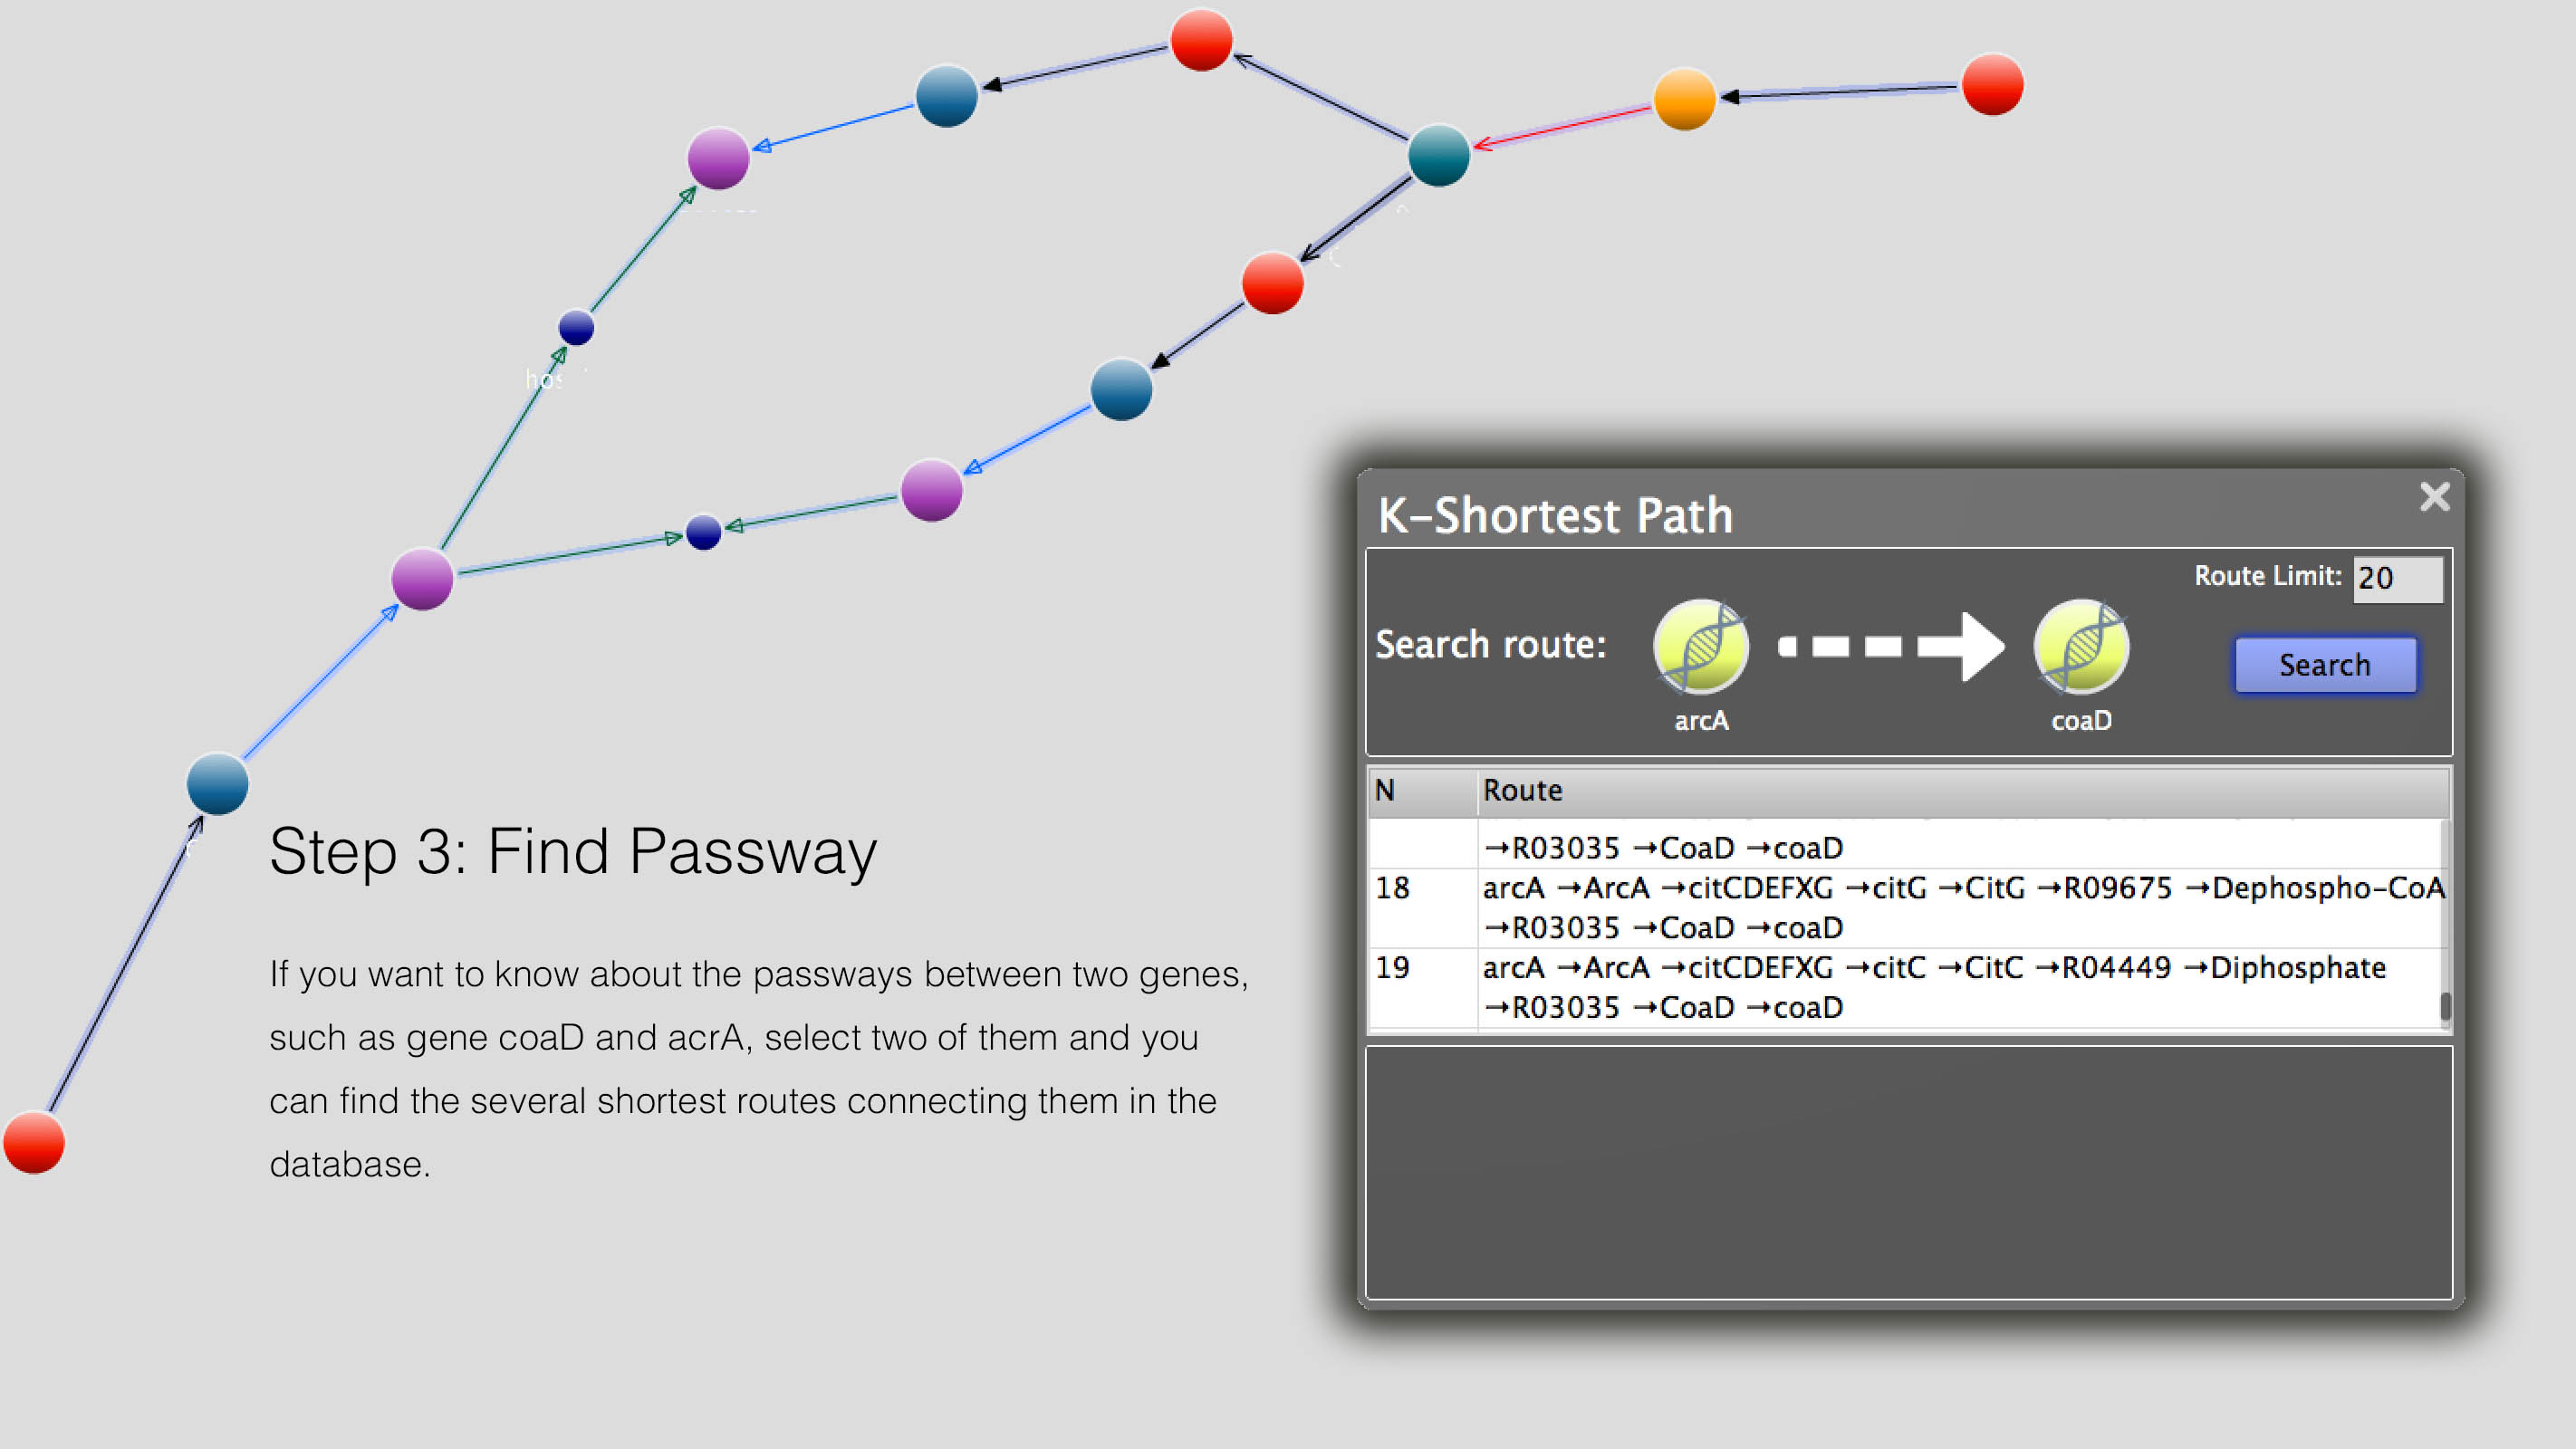 Step 3: Find Passway
If you want to know about the passways between two genes,
such as gene coaD and acrA, select two of them and you
can find the several shortest routes connecting them in the
database.
K-Shortest Path
Route Limit: 20
Search route:
Search
arcA
coaD
N Route
→R03035 →CoaD →coaD
18 arcA →ArcA →citCDEFXG →citG →CitG →R09675 →Dephospho-CoA
→R03035 →CoaD →coaD
19 arcA →ArcA →citCDEFXG →citC →CitC →R04449 →Diphosphate
→R03035 →CoaD →coaD